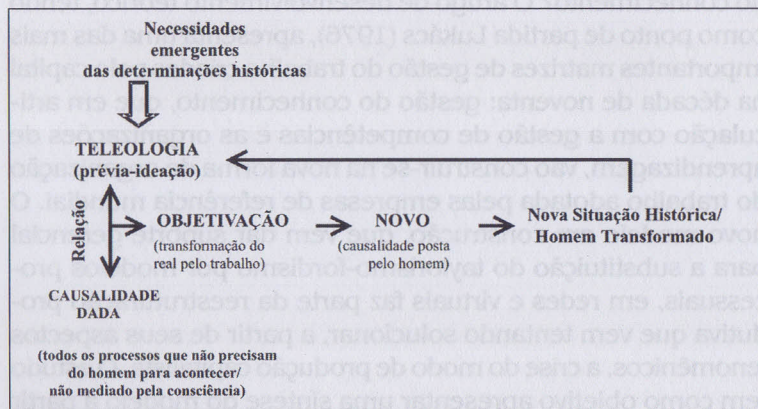 Necessidades
emergentes
das determinações históricas
TELEOLOGIA
(prévia-ideação)
Relação
OBJETIVAÇÃO
(transformação do
real pelo trabalho)
NOVO
(causalidade posta
pelo homem)
Nova Situação Histórica/
Homem Transformado
CAUSALIDADE
DADA
(todos os processos que não precisam
do homem para acontecer/
não mediado pela consciência)